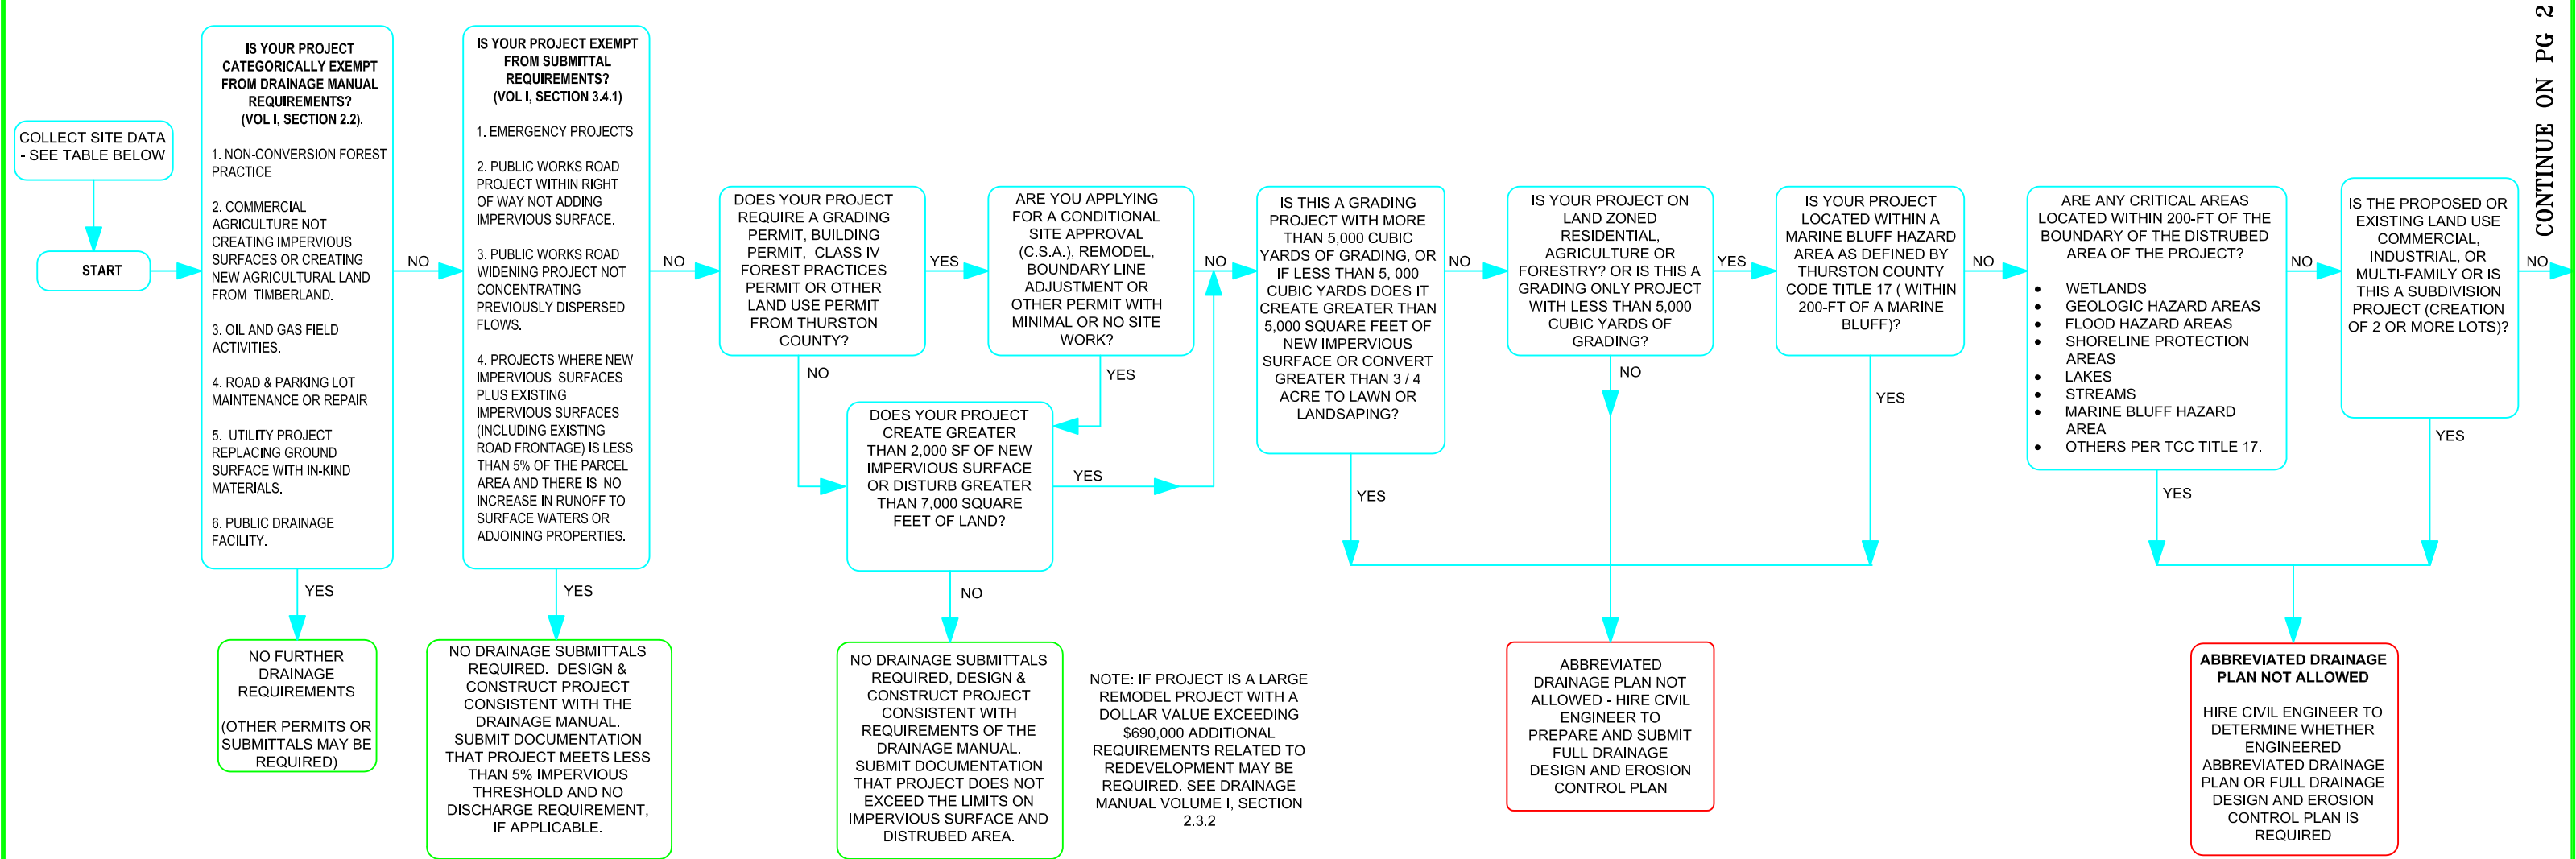 COLLECT SITE DATA
- SEE TABLE BELOW
START
IS YOUR PROJECT
CATEGORICALLY EXEMPT
FROM DRAINAGE MANUAL
REQUIREMENTS?
(VOL I, SECTION 2.2).
1. NON-CONVERSION FOREST
PRACTICE
2. COMMERCIAL
AGRICULTURE NOT
CREATING IMPERVIOUS
SURFACES OR CREATING
NEW AGRICULTURAL LAND
FROM TIMBERLAND.
3. OIL AND GAS FIELD
ACTIVITIES.
4. ROAD & PARKING LOT
MAINTENANCE OR REPAIR
5. UTILITY PROJECT
REPLACING GROUND
SURFACE WITH IN-KIND
MATERIALS.
6. PUBLIC DRAINAGE
FACILITY.
NO
YES
NO FURTHER
DRAINAGE
REQUIREMENTS
(OTHER PERMITS OR
SUBMITTALS MAY BE
REQUIRED)
IS YOUR PROJECT EXEMPT
FROM SUBMITTAL
REQUIREMENTS?
(VOL I, SECTION 3.4.1)
1. EMERGENCY PROJECTS
2. PUBLIC WORKS ROAD
PROJECT WITHIN RIGHT
OF WAY NOT ADDING
IMPERVIOUS SURFACE.
3. PUBLIC WORKS ROAD
WIDENING PROJECT NOT
CONCENTRATING
PREVIOUSLY DISPERSED
FLOWS.
4. PROJECTS WHERE NEW
IMPERVIOUS SURFACES
PLUS EXISTING
IMPERVIOUS SURFACES
(INCLUDING EXISTING
ROAD FRONTAGE) IS LESS
THAN 5% OF THE PARCEL
AREA AND THERE IS NO
INCREASE IN RUNOFF TO
SURFACE WATERS OR
ADJOINING PROPERTIES.
NO
YES
NO DRAINAGE SUBMITTALS
REQUIRED. DESIGN &
CONSTRUCT PROJECT
CONSISTENT WITH THE
DRAINAGE MANUAL.
SUBMIT DOCUMENTATION
THAT PROJECT MEETS LESS
THAN 5% IMPERVIOUS
THRESHOLD AND NO
DISCHARGE REQUIREMENT,
IF APPLICABLE.
DOES YOUR PROJECT
REQUIRE A GRADING
PERMIT, BUILDING
PERMIT, CLASS IV
FOREST PRACTICES
PERMIT OR OTHER
LAND USE PERMIT
FROM THURSTON
COUNTY?
YES
NO
ARE YOU APPLYING
FOR A CONDITIONAL
SITE APPROVAL
(C.S.A.), REMODEL,
BOUNDARY LINE
ADJUSTMENT OR
OTHER PERMIT WITH
MINIMAL OR NO SITE
WORK?
NO
YES
DOES YOUR PROJECT
CREATE GREATER
THAN 2,000 SF OF NEW
IMPERVIOUS SURFACE
OR DISTURB GREATER
THAN 7,000 SQUARE
FEET OF LAND?
YES
NO
NO DRAINAGE SUBMITTALS
REQUIRED, DESIGN &
CONSTRUCT PROJECT
CONSISTENT WITH
REQUIREMENTS OF THE
DRAINAGE MANUAL.
SUBMIT DOCUMENTATION
THAT PROJECT DOES NOT
EXCEED THE LIMITS ON
IMPERVIOUS SURFACE AND
DISTRUBED AREA.
NOTE: IF PROJECT IS A LARGE
REMODEL PROJECT WITH A
DOLLAR VALUE EXCEEDING
$690,000 ADDITIONAL
REQUIREMENTS RELATED TO
REDEVELOPMENT MAY BE
REQUIRED. SEE DRAINAGE
MANUAL VOLUME I, SECTION
2.3.2
IS THIS A GRADING
PROJECT WITH MORE
THAN 5,000 CUBIC
YARDS OF GRADING, OR
IF LESS THAN 5, 000
CUBIC YARDS DOES IT
CREATE GREATER THAN
5,000 SQUARE FEET OF
NEW IMPERVIOUS
SURFACE OR CONVERT
GREATER THAN 3 / 4
ACRE TO LAWN OR
LANDSAPING?
NO
YES
IS YOUR PROJECT ON
LAND ZONED
RESIDENTIAL,
AGRICULTURE OR
FORESTRY? OR IS THIS A
GRADING ONLY PROJECT
WITH LESS THAN 5,000
CUBIC YARDS OF
GRADING?
YES
NO
IS YOUR PROJECT
LOCATED WITHIN A
MARINE BLUFF HAZARD
AREA AS DEFINED BY
THURSTON COUNTY
CODE TITLE 17 ( WITHIN
200-FT OF A MARINE
BLUFF)?
NO
YES
ABBREVIATED
DRAINAGE PLAN NOT
ALLOWED - HIRE CIVIL
ENGINEER TO
PREPARE AND SUBMIT
FULL DRAINAGE
DESIGN AND EROSION
CONTROL PLAN
ARE ANY CRITICAL AREAS
LOCATED WITHIN 200-FT OF THE
BOUNDARY OF THE DISTRUBED
AREA OF THE PROJECT?
• WETLANDS
• GEOLOGIC HAZARD AREAS
• FLOOD HAZARD AREAS
• SHORELINE PROTECTION
AREAS
• LAKES
• STREAMS
• MARINE BLUFF HAZARD
AREA
• OTHERS PER TCC TITLE 17.
NO
YES
IS THE PROPOSED OR
EXISTING LAND USE
COMMERCIAL,
INDUSTRIAL, OR
MULTI-FAMILY OR IS
THIS A SUBDIVISION
PROJECT (CREATION
OF 2 OR MORE LOTS)?
NO
YES
ABBREVIATED DRAINAGE
PLAN NOT ALLOWED
HIRE CIVIL ENGINEER TO
DETERMINE WHETHER
ENGINEERED
ABBREVIATED DRAINAGE
PLAN OR FULL DRAINAGE
DESIGN AND EROSION
CONTROL PLAN IS
REQUIRED
CONTINUE ON PG 2